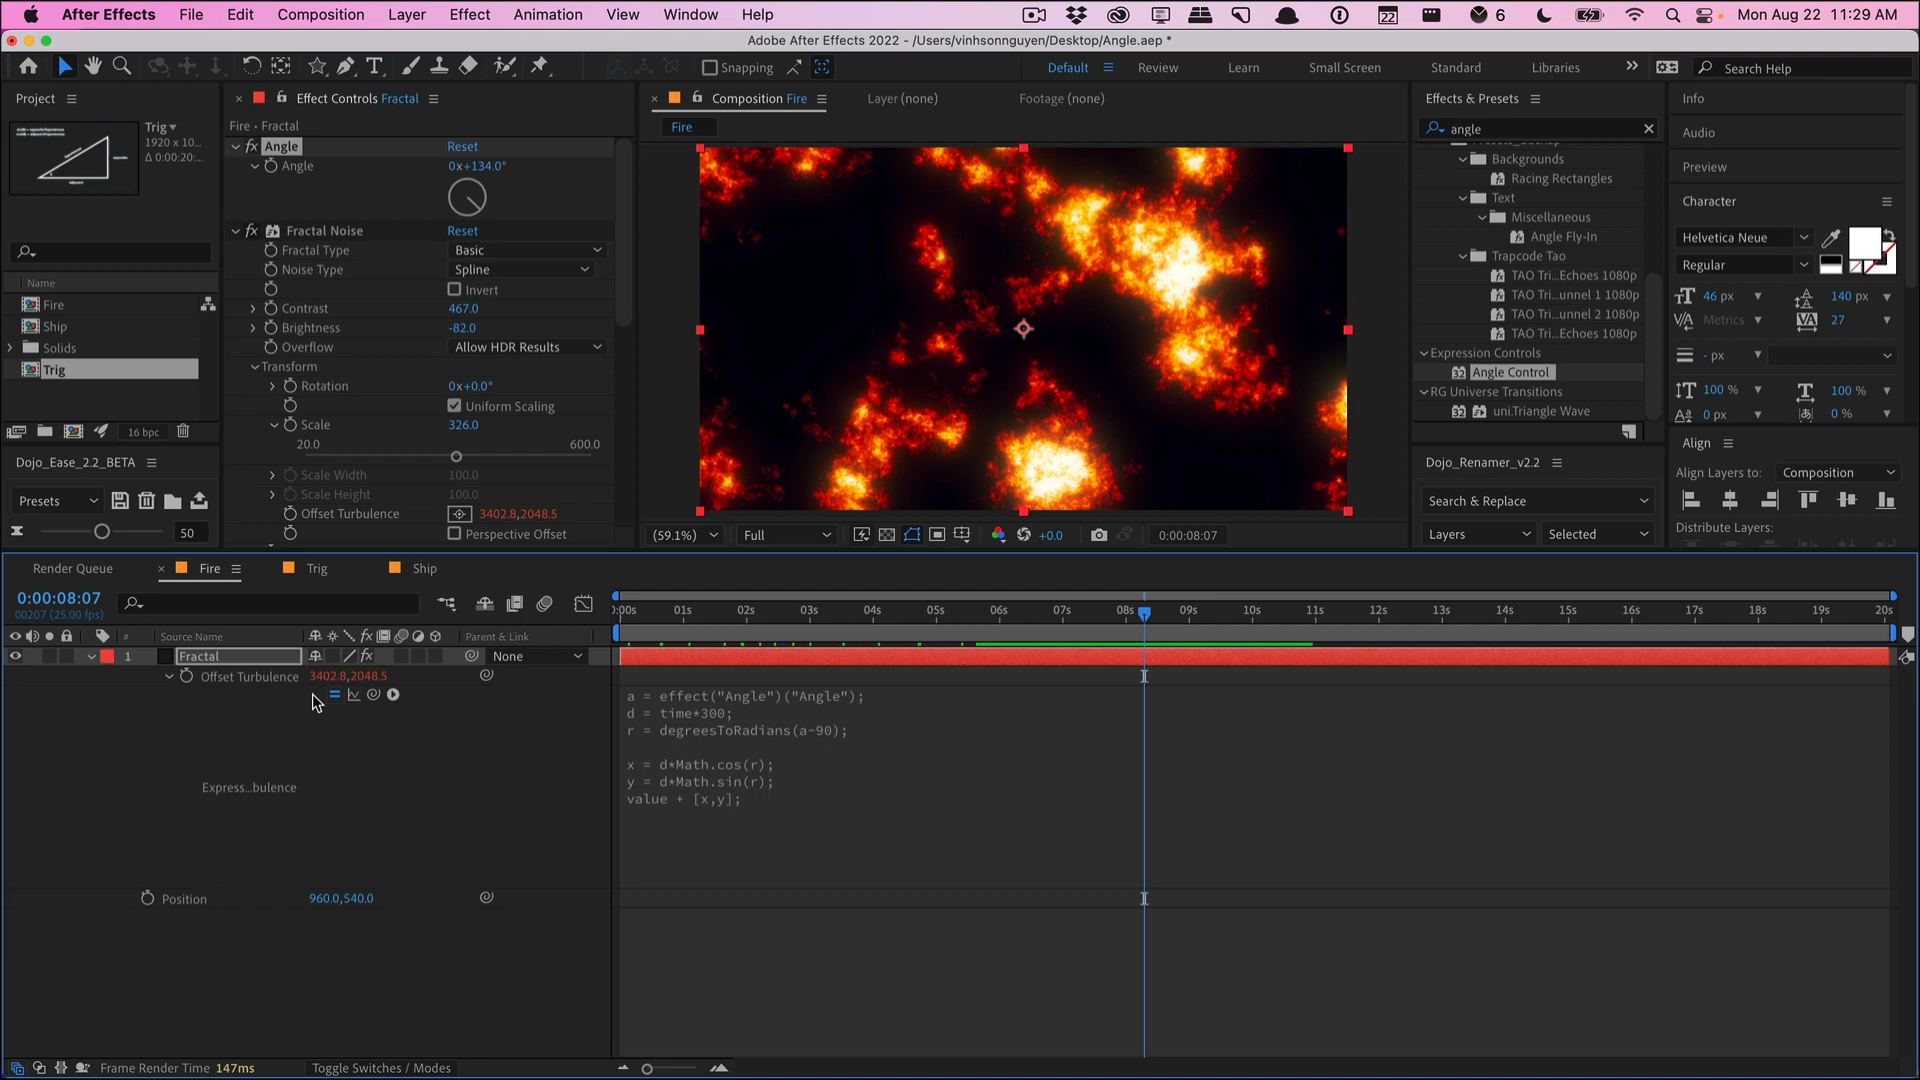 After Effects File Edit Composition Layer Effect Animation View Window Help 22 6 Mon Aug 22 11:29 AM
Adobe After Effects 2022 - /Users/vinhsonnguyen/Desktop/Angle.aep *
Snapping Default Review Learn Small Screen Standard Libraries Search Help
Project
Trig
1920 x 10...
Δ 0:00:20:...
Name
Fire
Ship
Solids
Trig
16 bpc
Dojo_Ease_2.2_BETA
Presets
50
Effect Controls Fractal
Fire • Fractal
fx Angle Reset
Angle 0x+134.0°
fx Fractal Noise Reset
Fractal Type Basic
Noise Type Spline
Invert
Contrast 467.0
Brightness -82.0
Overflow Allow HDR Results
Transform
Rotation 0x+0.0°
Uniform Scaling
Scale 326.0
20.0 600.0
Scale Width 100.0
Scale Height 100.0
Offset Turbulence 3402.8,2048.5
Perspective Offset
Composition Fire Layer (none) Footage (none)
Fire
(59.1%) Full +0.0 0:00:08:07
Effects & Presets
angle
Backgrounds
Racing Rectangles
Text
Miscellaneous
Angle Fly-In
Trapcode Tao
TAO Tri...Echoes 1080p
TAO Tri...unnel 1 1080p
TAO Tri...unnel 2 1080p
TAO Tri...Echoes 1080p
Expression Controls
32 Angle Control
RG Universe Transitions
32 uni.Triangle Wave
Dojo_Renamer_v2.2
Search & Replace
Layers Selected
Info
Audio
Preview
Character
Helvetica Neue
Regular
46 px 140 px
Metrics 27
- px
100 % 100 %
0 px 0 %
Align
Align Layers to: Composition
Distribute Layers:
Render Queue Fire Trig Ship
0:00:08:07
00207 (25.00 fps)
:00s 01s 02s 03s 04s 05s 06s 07s 08s 09s 10s 11s 12s 13s 14s 15s 16s 17s 18s 19s 20s
# Source Name fx Parent & Link
1 Fractal fx None
Offset Turbulence 3402.8,2048.5
Express...bulence
a = effect("Angle")("Angle");
d = time*300;
r = degreesToRadians(a-90);
x = d*Math.cos(r);
y = d*Math.sin(r);
value + [x,y];
Position 960.0,540.0
Frame Render Time 147ms Toggle Switches / Modes